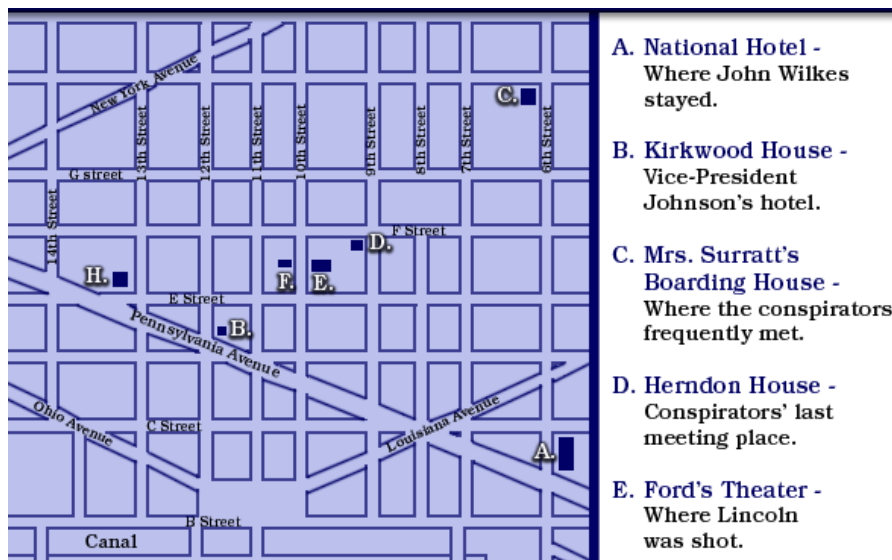 New York Avenue
C.
13th Street
12th Street
11th Street
10th Street
9th Street
8th Street
7th Street
6th Street
G street
14th Street
F Street
D.
H.
F.
E.
E Street
B.
Pennsylvania Avenue
Ohio Avenue
C Street
Louisiana Avenue
A.
B Street
Canal
A. National Hotel -
Where John Wilkes
stayed.
B. Kirkwood House -
Vice-President
Johnson's hotel.
C. Mrs. Surratt's
Boarding House -
Where the conspirators
frequently met.
D. Herndon House -
Conspirators' last
meeting place.
E. Ford's Theater -
Where Lincoln
was shot.